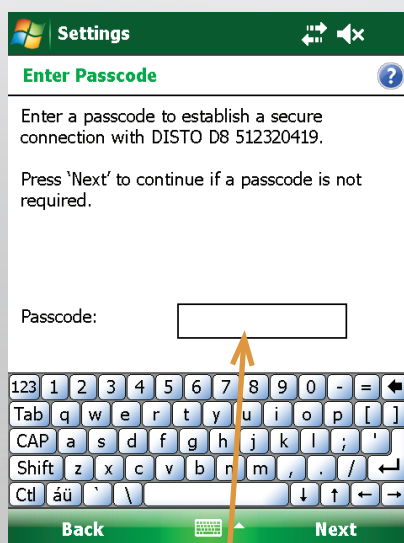 Settings
Enter Passcode ?
Enter a passcode to establish a secure
connection with DISTO D8 512320419.
Press ‘Next’ to continue if a passcode is not
required.
Passcode:
123 1 2 3 4 5 6 7 8 9 0 - = ←
Tab q w e r t y u i o p [ ]
CAP a s d f g h j k l ; '
Shift z x c v b n m , . / ↵
Ctl áü ` \ ↓ ↑ ← →
Back Next